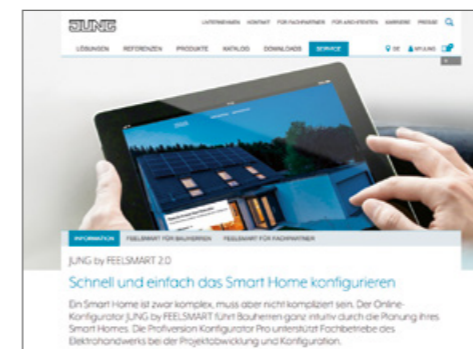 JUNG
UNTERNEHMEN KONTAKT FÜR FACHPARTNER FÜR ARCHITEKTEN KARRIERE PRESSE
LÖSUNGEN REFERENZEN PRODUKTE KATALOG DOWNLOADS SERVICE DE MYJUNG
INFORMATION FEELSMART FÜR BAUHERREN FEELSMART FÜR FACHPARTNER
JUNG by FEELSMART 2.0
Schnell und einfach das Smart Home konfigurieren
Ein Smart Home ist zwar komplex, muss aber nicht kompliziert sein. Der Online-
Konfigurator JUNG by FEELSMART führt Bauherren ganz intuitiv durch die Planung ihres
Smart Homes. Die Profiversion Konfigurator Pro unterstützt Fachbetriebe des
Elektrohandwerks bei der Projektabwicklung und Konfiguration.